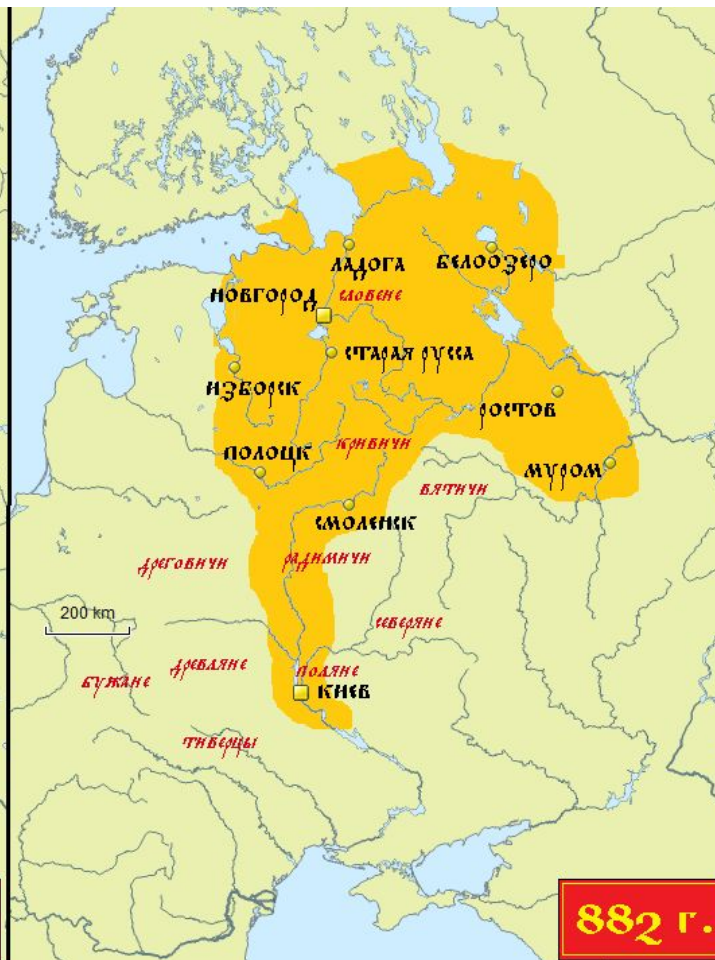 ЛАДОГА
БЕЛООЗЕРО
НОВГОРОД
СЛОВЕНЕ
СТАРАЯ РУССА
ИЗБОРСК
РОСТОВ
КРИВИЧИ
ПОЛОЦК
МУРОМ
ВЯТИЧИ
СМОЛЕНСК
РАДИМИЧИ
ДРЕГОВИЧИ
200 km
СЕВЕРЯНЕ
ДРЕВЛЯНЕ
ПОЛЯНЕ
БУЖАНЕ
КИЕВ
ТИВЕРЦЫ
882 г.